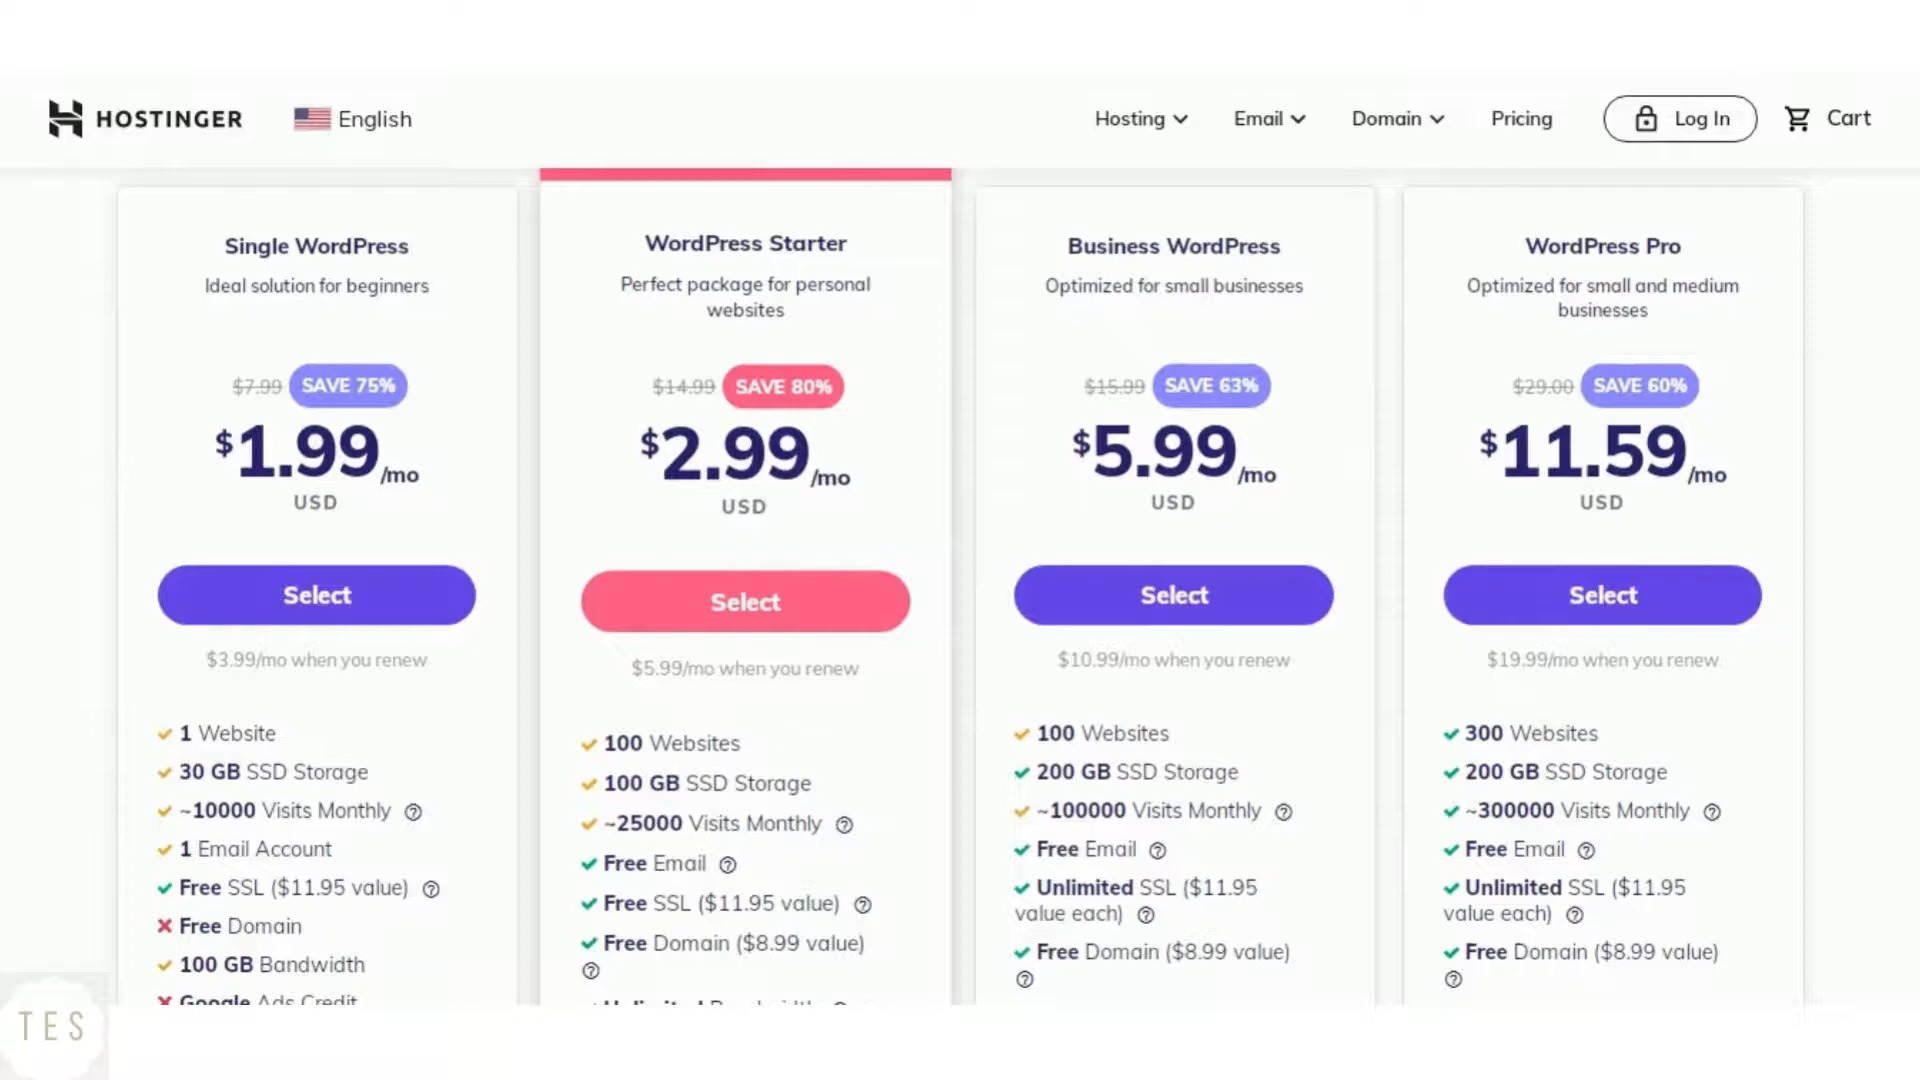 HOSTINGER
English
Hosting
Email
Domain
Pricing
Log In
Cart
Single WordPress
Ideal solution for beginners
$7.99 SAVE 75%
$1.99/mo
USD
Select
$3.99/mo when you renew
1 Website
30 GB SSD Storage
~10000 Visits Monthly
1 Email Account
Free SSL ($11.95 value)
Free Domain
100 GB Bandwidth
Google Ads Credit
WordPress Starter
Perfect package for personal
websites
$14.99 SAVE 80%
$2.99/mo
USD
Select
$5.99/mo when you renew
100 Websites
100 GB SSD Storage
~25000 Visits Monthly
Free Email
Free SSL ($11.95 value)
Free Domain ($8.99 value)
Unlimited Bandwidth
Business WordPress
Optimized for small businesses
$15.99 SAVE 63%
$5.99/mo
USD
Select
$10.99/mo when you renew
100 Websites
200 GB SSD Storage
~100000 Visits Monthly
Free Email
Unlimited SSL ($11.95
value each)
Free Domain ($8.99 value)
WordPress Pro
Optimized for small and medium
businesses
$29.00 SAVE 60%
$11.59/mo
USD
Select
$19.99/mo when you renew
300 Websites
200 GB SSD Storage
~300000 Visits Monthly
Free Email
Unlimited SSL ($11.95
value each)
Free Domain ($8.99 value)
TES